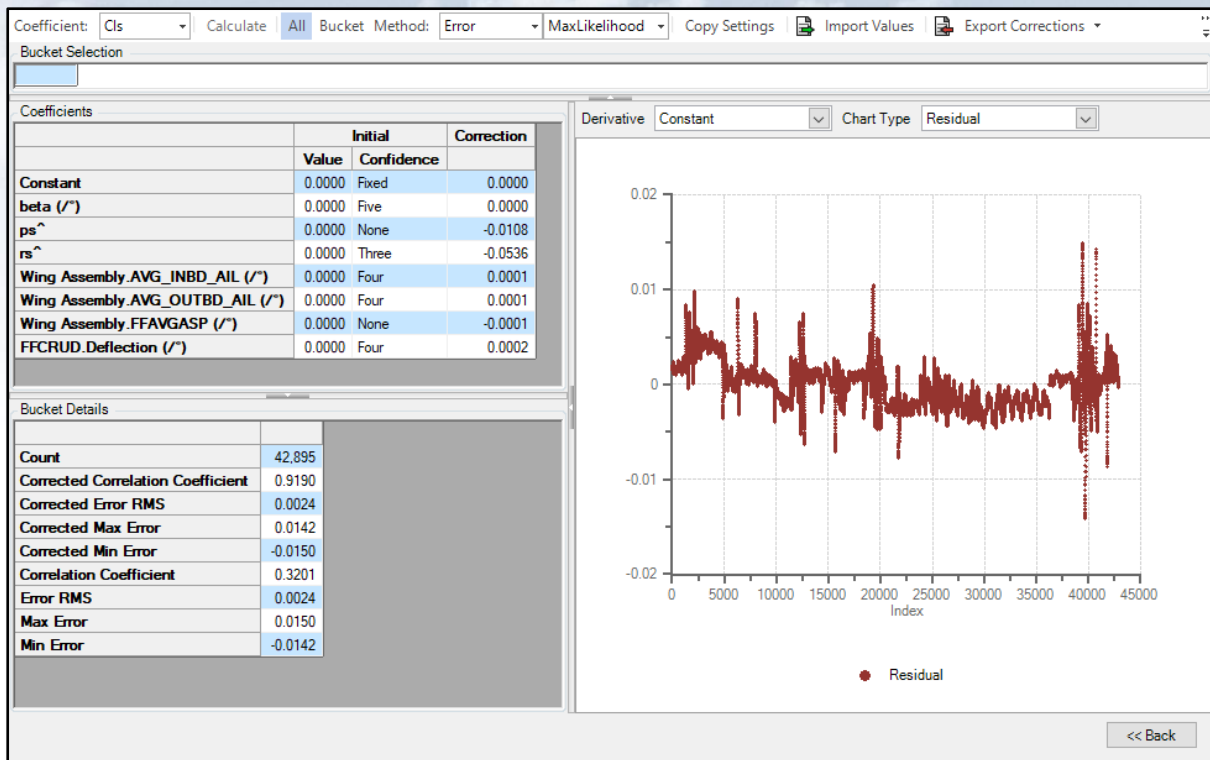 Coefficient: Cls Calculate All Bucket Method: Error MaxLikelihood Copy Settings Import Values Export Corrections
Bucket Selection
Coefficients
Initial Correction
Value Confidence
Constant 0.0000 Fixed 0.0000
beta (/°) 0.0000 Five 0.0000
ps^ 0.0000 None -0.0108
rs^ 0.0000 Three -0.0536
Wing Assembly.AVG_INBD_AIL (/°) 0.0000 Four 0.0001
Wing Assembly.AVG_OUTBD_AIL (/°) 0.0000 Four 0.0001
Wing Assembly.FFAVGASP (/°) 0.0000 None -0.0001
FFCRUD.Deflection (/°) 0.0000 Four 0.0002
Bucket Details
Count 42,895
Corrected Correlation Coefficient 0.9190
Corrected Error RMS 0.0024
Corrected Max Error 0.0142
Corrected Min Error -0.0150
Correlation Coefficient 0.3201
Error RMS 0.0024
Max Error 0.0150
Min Error -0.0142
Derivative Constant Chart Type Residual
0.02
0.01
0
-0.01
-0.02
0 5000 10000 15000 20000 25000 30000 35000 40000 45000
Index
Residual
<< Back